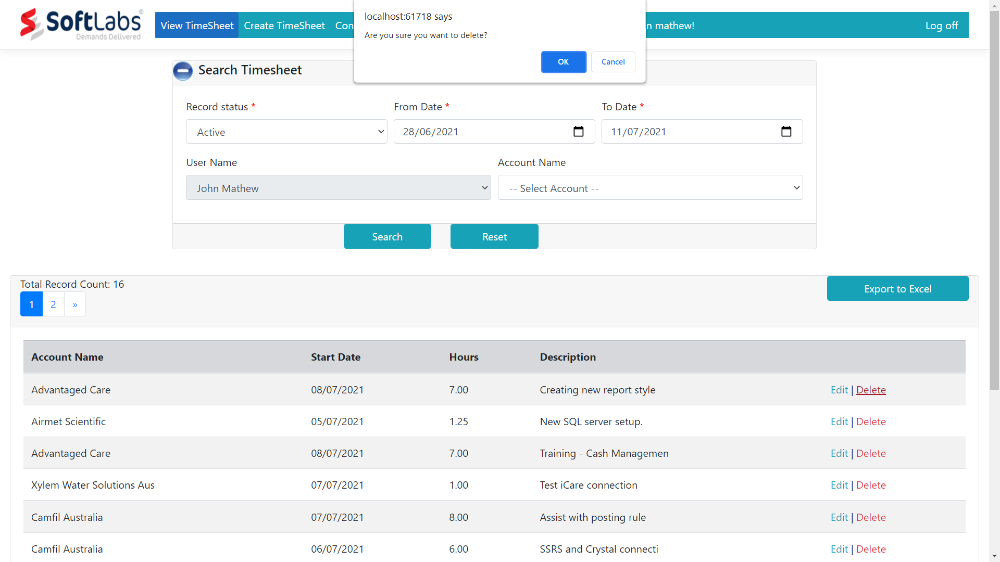 SoftLabs®
Demands Delivered
View TimeSheet Create TimeSheet Con
n mathew!
Log off
localhost:61718 says
Are you sure you want to delete?
OK Cancel
Search Timesheet
Record status * From Date * To Date *
Active 28/06/2021 11/07/2021
User Name Account Name
John Mathew -- Select Account --
Search Reset
Total Record Count: 16
Export to Excel
1 2 »
Account Name Start Date Hours Description
Advantaged Care 08/07/2021 7.00 Creating new report style Edit | Delete
Airmet Scientific 05/07/2021 1.25 New SQL server setup. Edit | Delete
Advantaged Care 08/07/2021 7.00 Training - Cash Managemen Edit | Delete
Xylem Water Solutions Aus 07/07/2021 1.00 Test iCare connection Edit | Delete
Camfil Australia 07/07/2021 8.00 Assist with posting rule Edit | Delete
Camfil Australia 06/07/2021 6.00 SSRS and Crystal connecti Edit | Delete